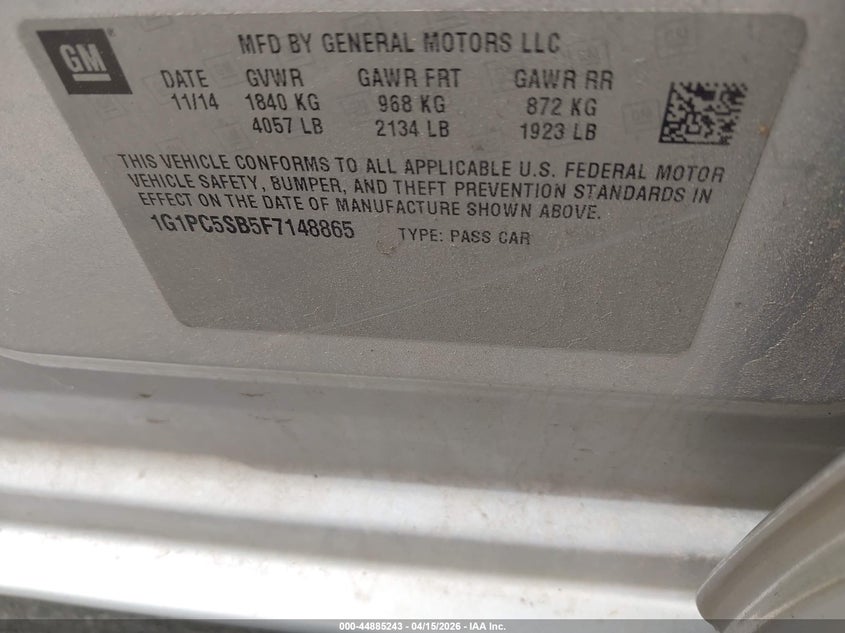 GM
MFD BY GENERAL MOTORS LLC
DATE GVWR GAWR FRT GAWR RR
11/14 1840 KG 968 KG 872 KG
4057 LB 2134 LB 1923 LB
THIS VEHICLE CONFORMS TO ALL APPLICABLE U.S. FEDERAL MOTOR
VEHICLE SAFETY, BUMPER, AND THEFT PREVENTION STANDARDS IN
EFFECT ON THE DATE OF MANUFACTURE SHOWN ABOVE.
1G1PC5SB5F7148865 TYPE: PASS CAR
000-44885243 04/15/2026 - IAA Inc.